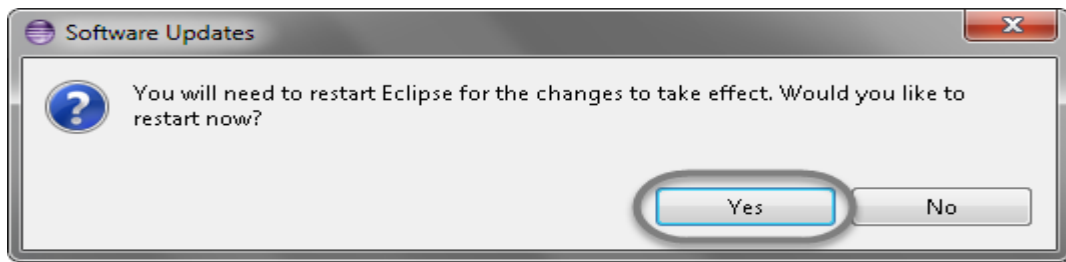 Software Updates
You will need to restart Eclipse for the changes to take effect. Would you like to
restart now?
Yes No